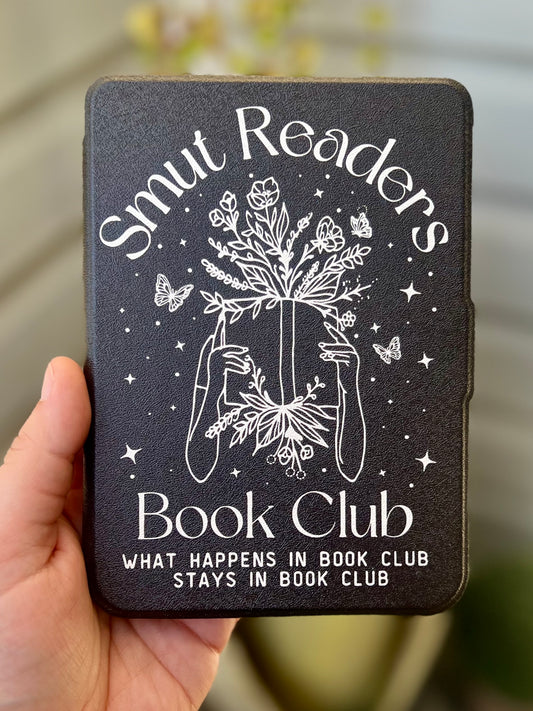 Smut Readers
Book Club
WHAT HAPPENS IN BOOK CLUB
STAYS IN BOOK CLUB